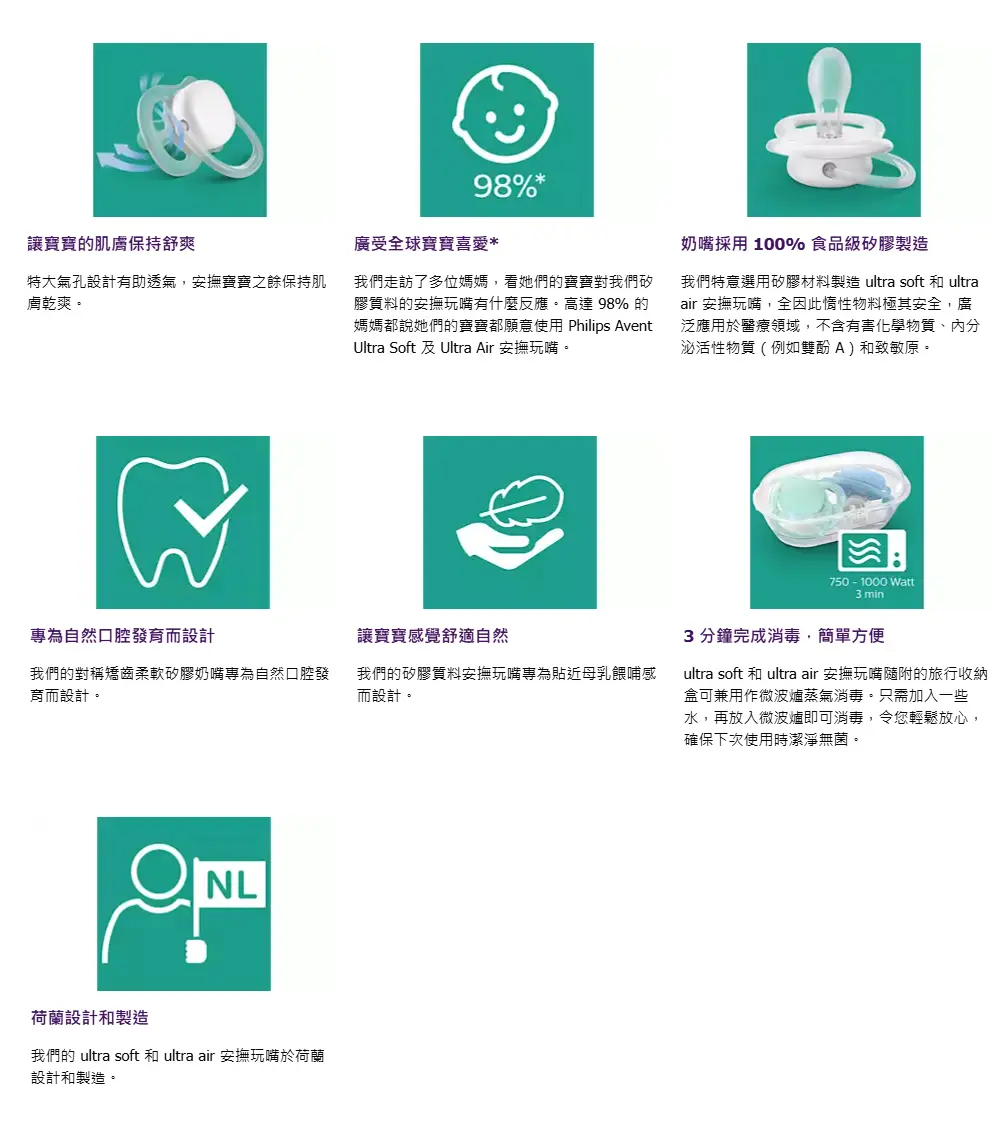 98%*
讓寶寶的肌膚保持舒爽
特大氣孔設計有助透氣，安撫寶寶之餘保持肌
膚乾爽。
廣受全球寶寶喜愛*
我們走訪了多位媽媽，看她們的寶寶對我們矽
膠質料的安撫玩嘴有什麼反應。高達 98% 的
媽媽都說她們的寶寶都願意使用 Philips Avent
Ultra Soft 及 Ultra Air 安撫玩嘴。
奶嘴採用 100% 食品級矽膠製造
我們特意選用矽膠材料製造 ultra soft 和 ultra
air 安撫玩嘴，全因此惰性物料極其安全，廣
泛應用於醫療領域，不含有害化學物質、內分
泌活性物質 ( 例如雙酚 A ) 和致敏原。
750 - 1000 Watt
3 min
專為自然口腔發育而設計
我們的對稱矯齒柔軟矽膠奶嘴專為自然口腔發
育而設計。
讓寶寶感覺舒適自然
我們的矽膠質料安撫玩嘴專為貼近母乳餵哺感
而設計。
3 分鐘完成消毒，簡單方便
ultra soft 和 ultra air 安撫玩嘴隨附的旅行收納
盒可兼用作微波爐蒸氣消毒。只需加入一些
水，再放入微波爐即可消毒，令您輕鬆放心，
確保下次使用時潔淨無菌。
NL
荷蘭設計和製造
我們的 ultra soft 和 ultra air 安撫玩嘴於荷蘭
設計和製造。